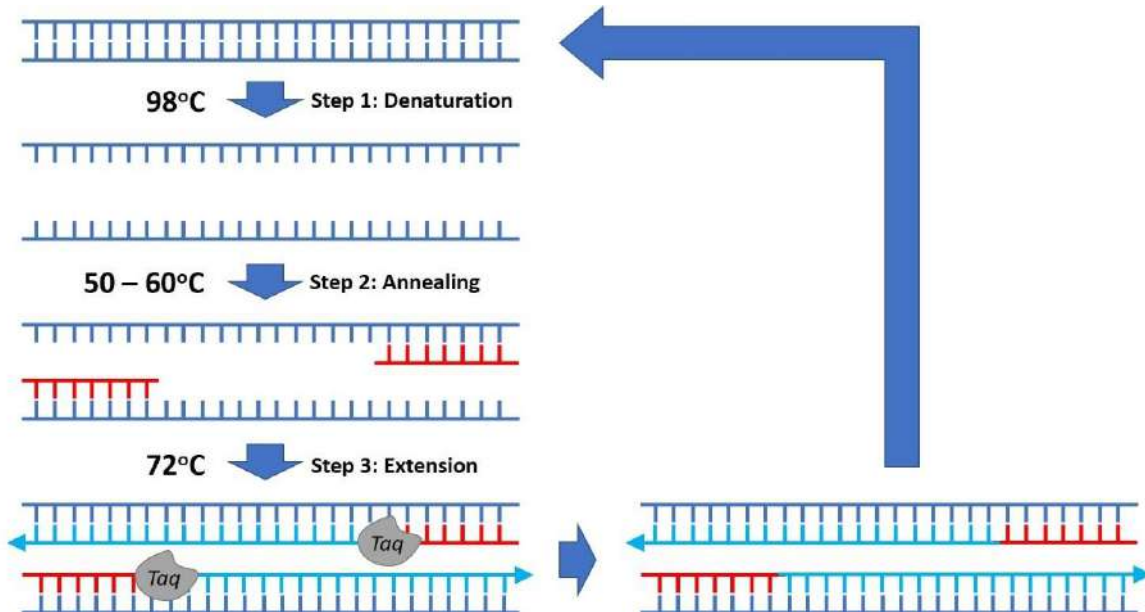 98°C Step 1: Denaturation
50 – 60°C Step 2: Annealing
72°C Step 3: Extension
Taq
Taq